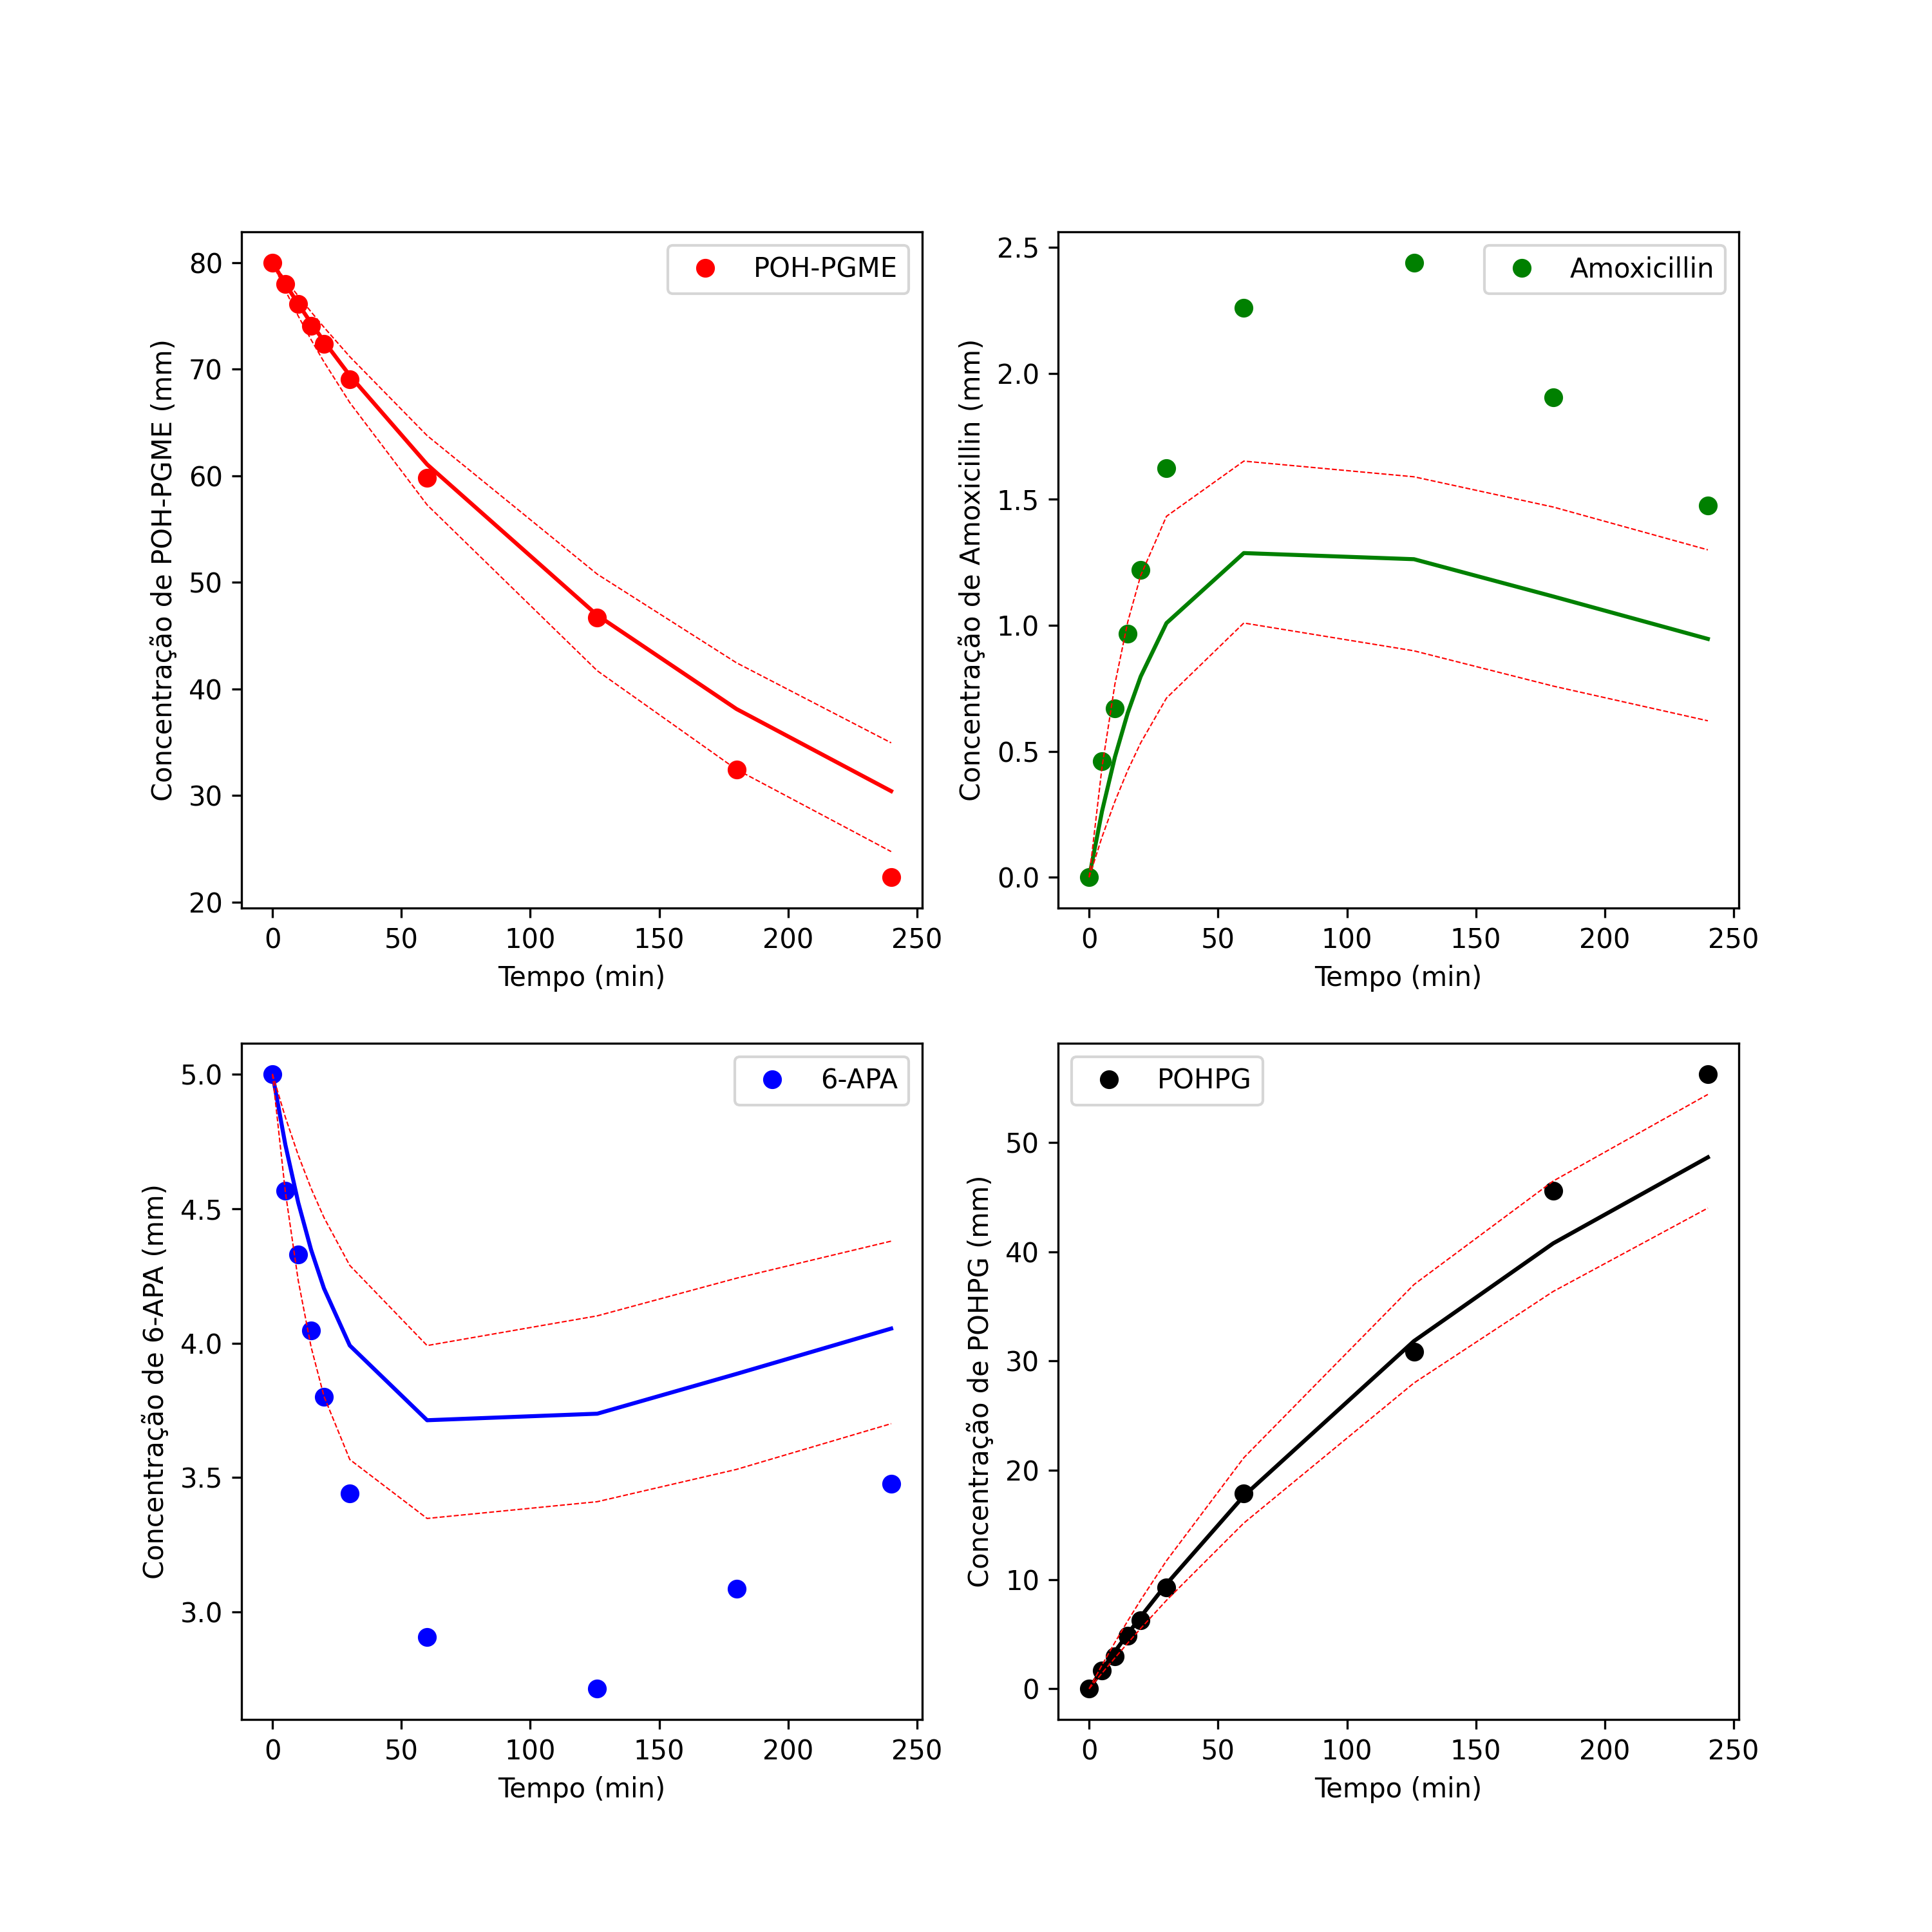 POH-PGME
80
70
60
50
40
30
20
Concentração de POH-PGME (mm)
0 50 100 150 200 250
Tempo (min)
Amoxicillin
2.5
2.0
1.5
1.0
0.5
0.0
Concentração de Amoxicillin (mm)
0 50 100 150 200 250
Tempo (min)
6-APA
5.0
4.5
4.0
3.5
3.0
Concentração de 6-APA (mm)
0 50 100 150 200 250
Tempo (min)
POHPG
50
40
30
20
10
0
Concentração de POHPG (mm)
0 50 100 150 200 250
Tempo (min)